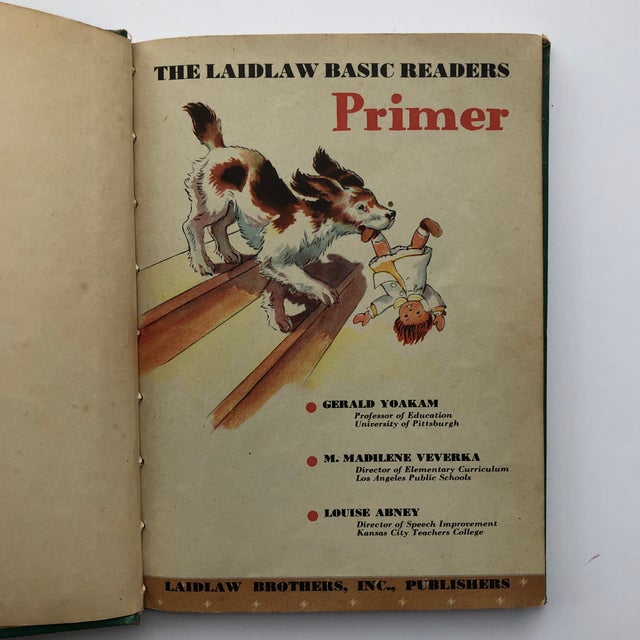 THE LAIDLAW BASIC READERS
Primer
GERALD YOAKAM
Professor of Education
University of Pittsburgh
M. MADILENE VEVERKA
Director of Elementary Curriculum
Los Angeles Public Schools
LOUISE ABNEY
Director of Speech Improvement
Kansas City Teachers College
LAIDLAW BROTHERS, INC., PUBLISHERS